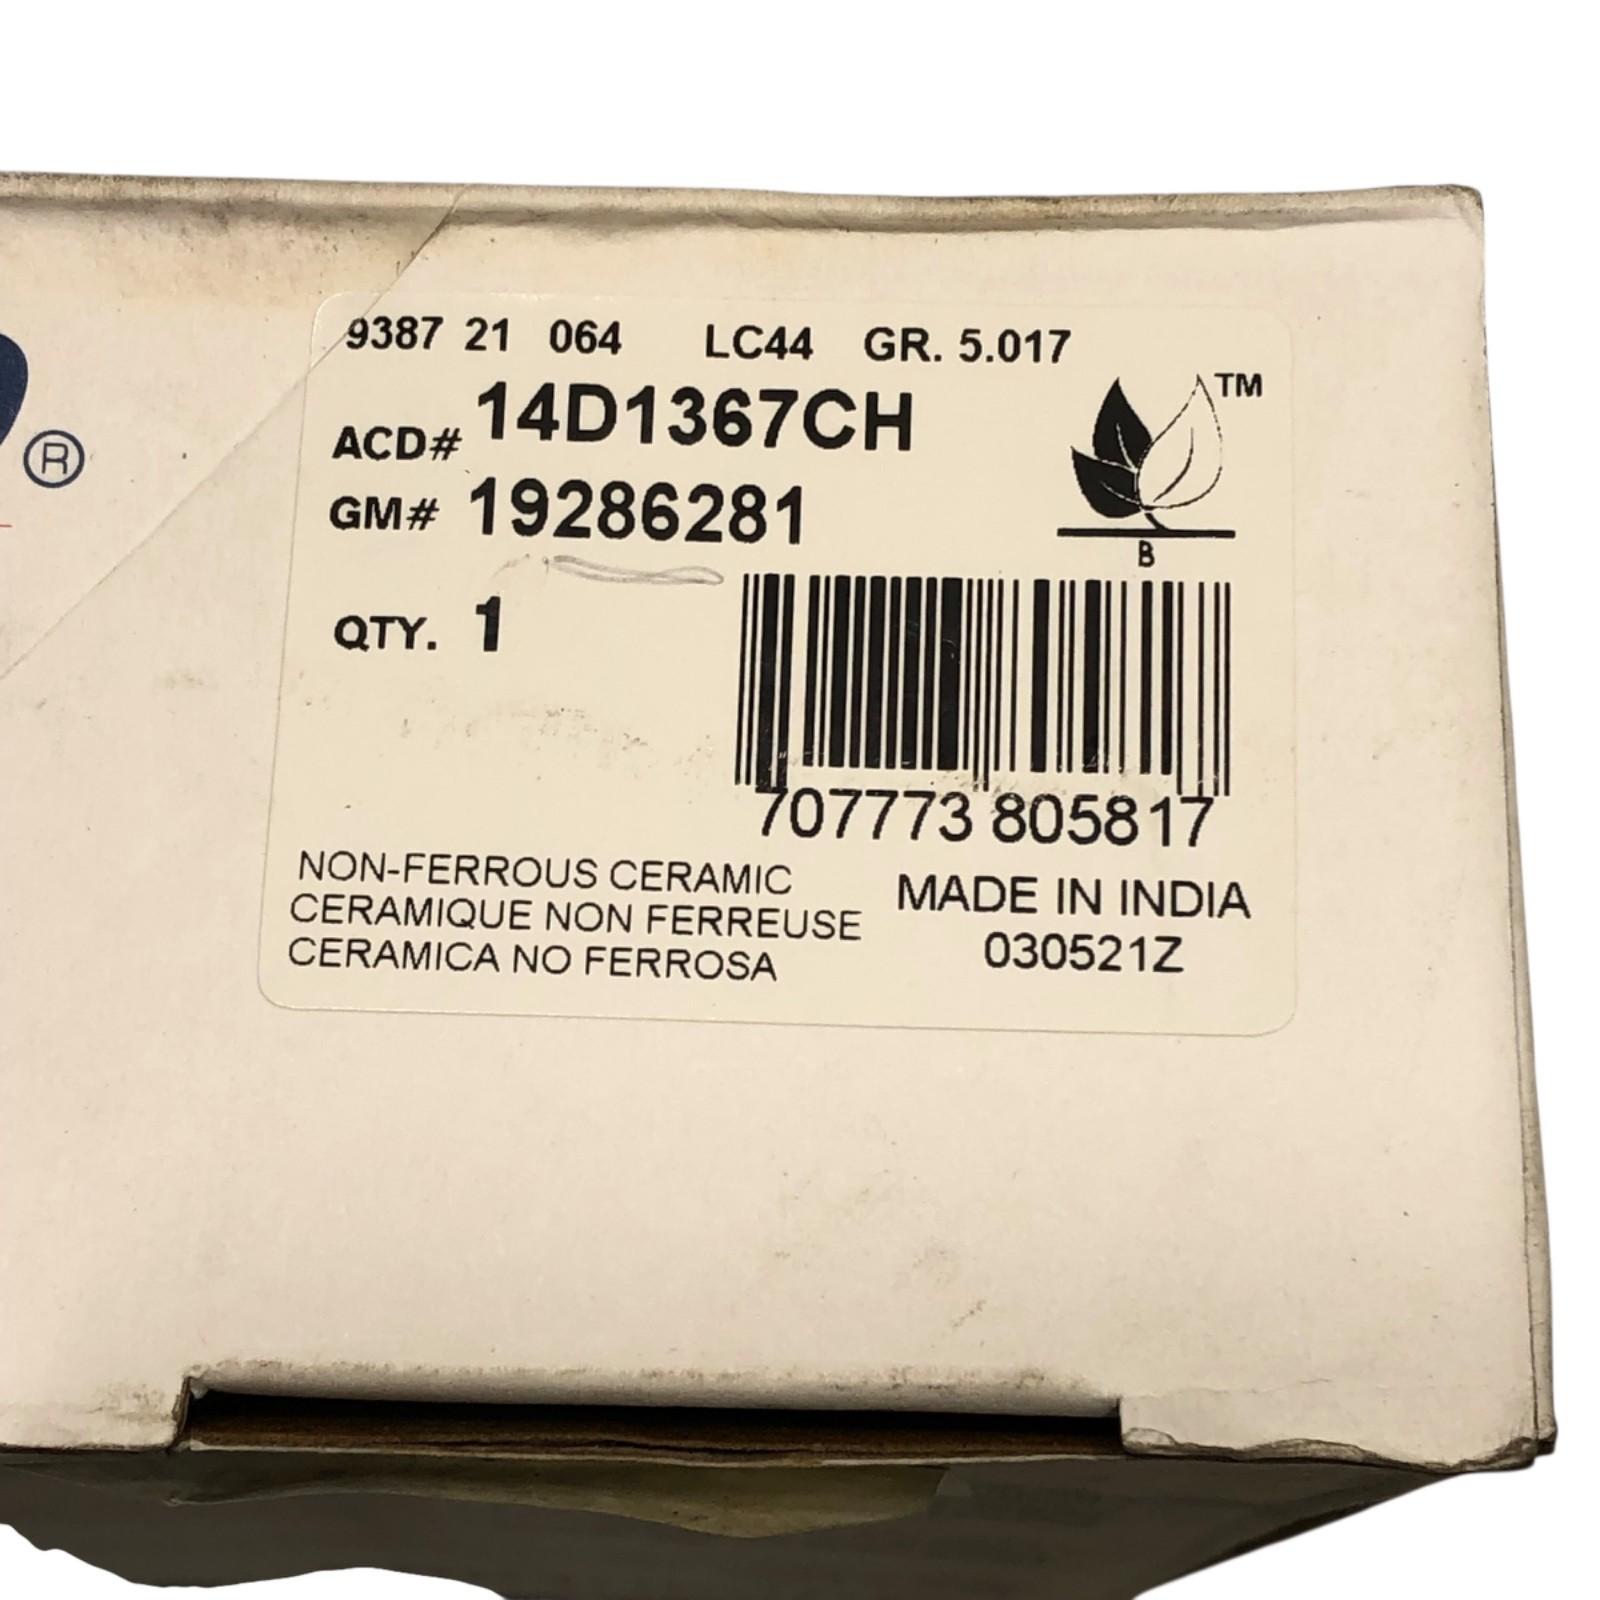 ®
9387 21 064 LC44 GR. 5.017
ACD# 14D1367CH
TM
GM# 19286281
B
QTY. 1
707773 805817
NON-FERROUS CERAMIC
CERAMIQUE NON FERREUSE
CERAMICA NO FERROSA
MADE IN INDIA
030521Z